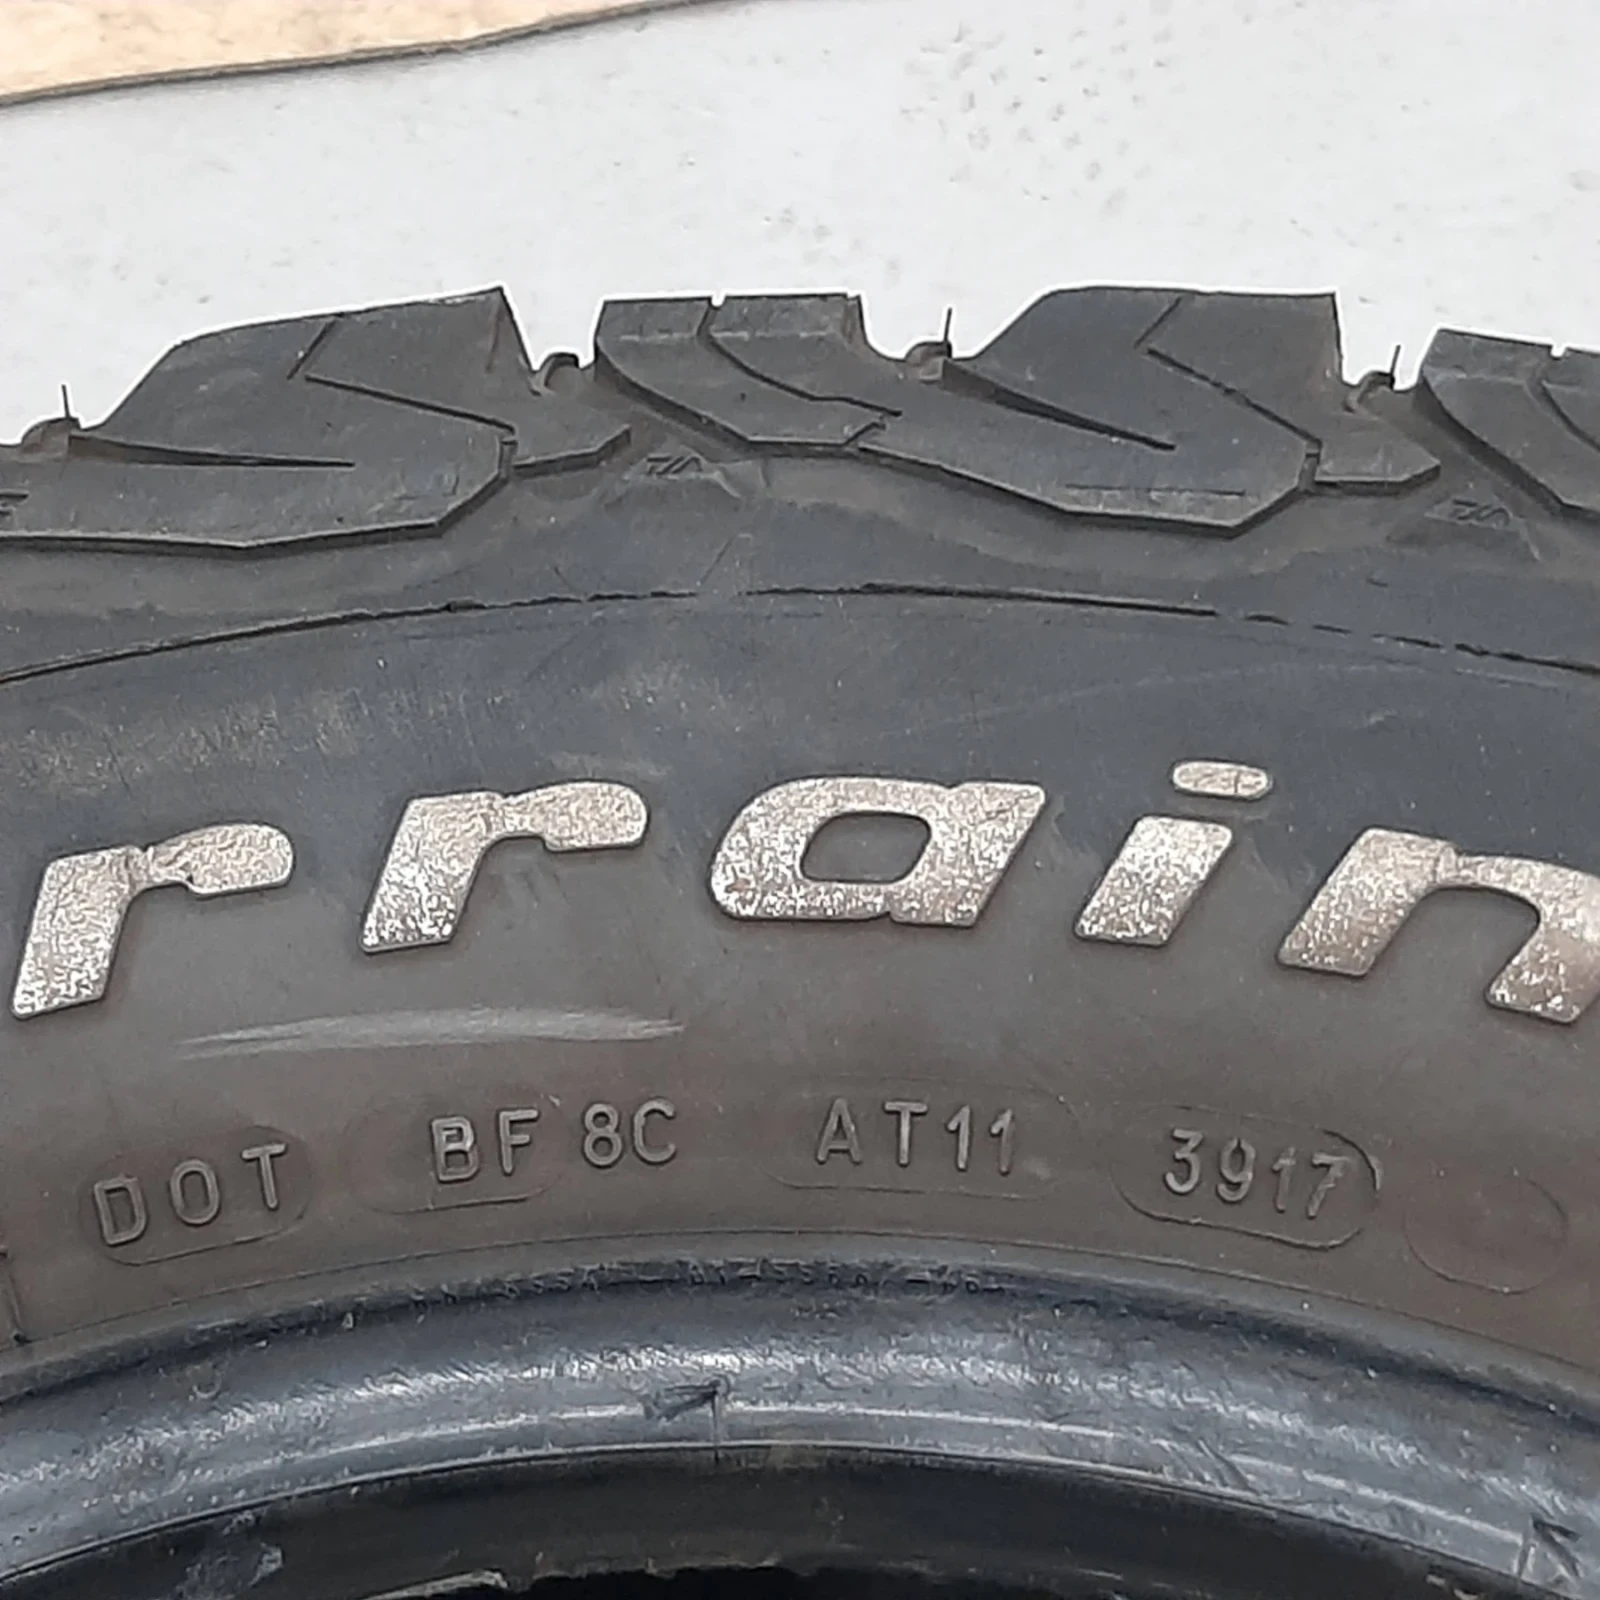 rrain
DOT BF 8C AT11 3917